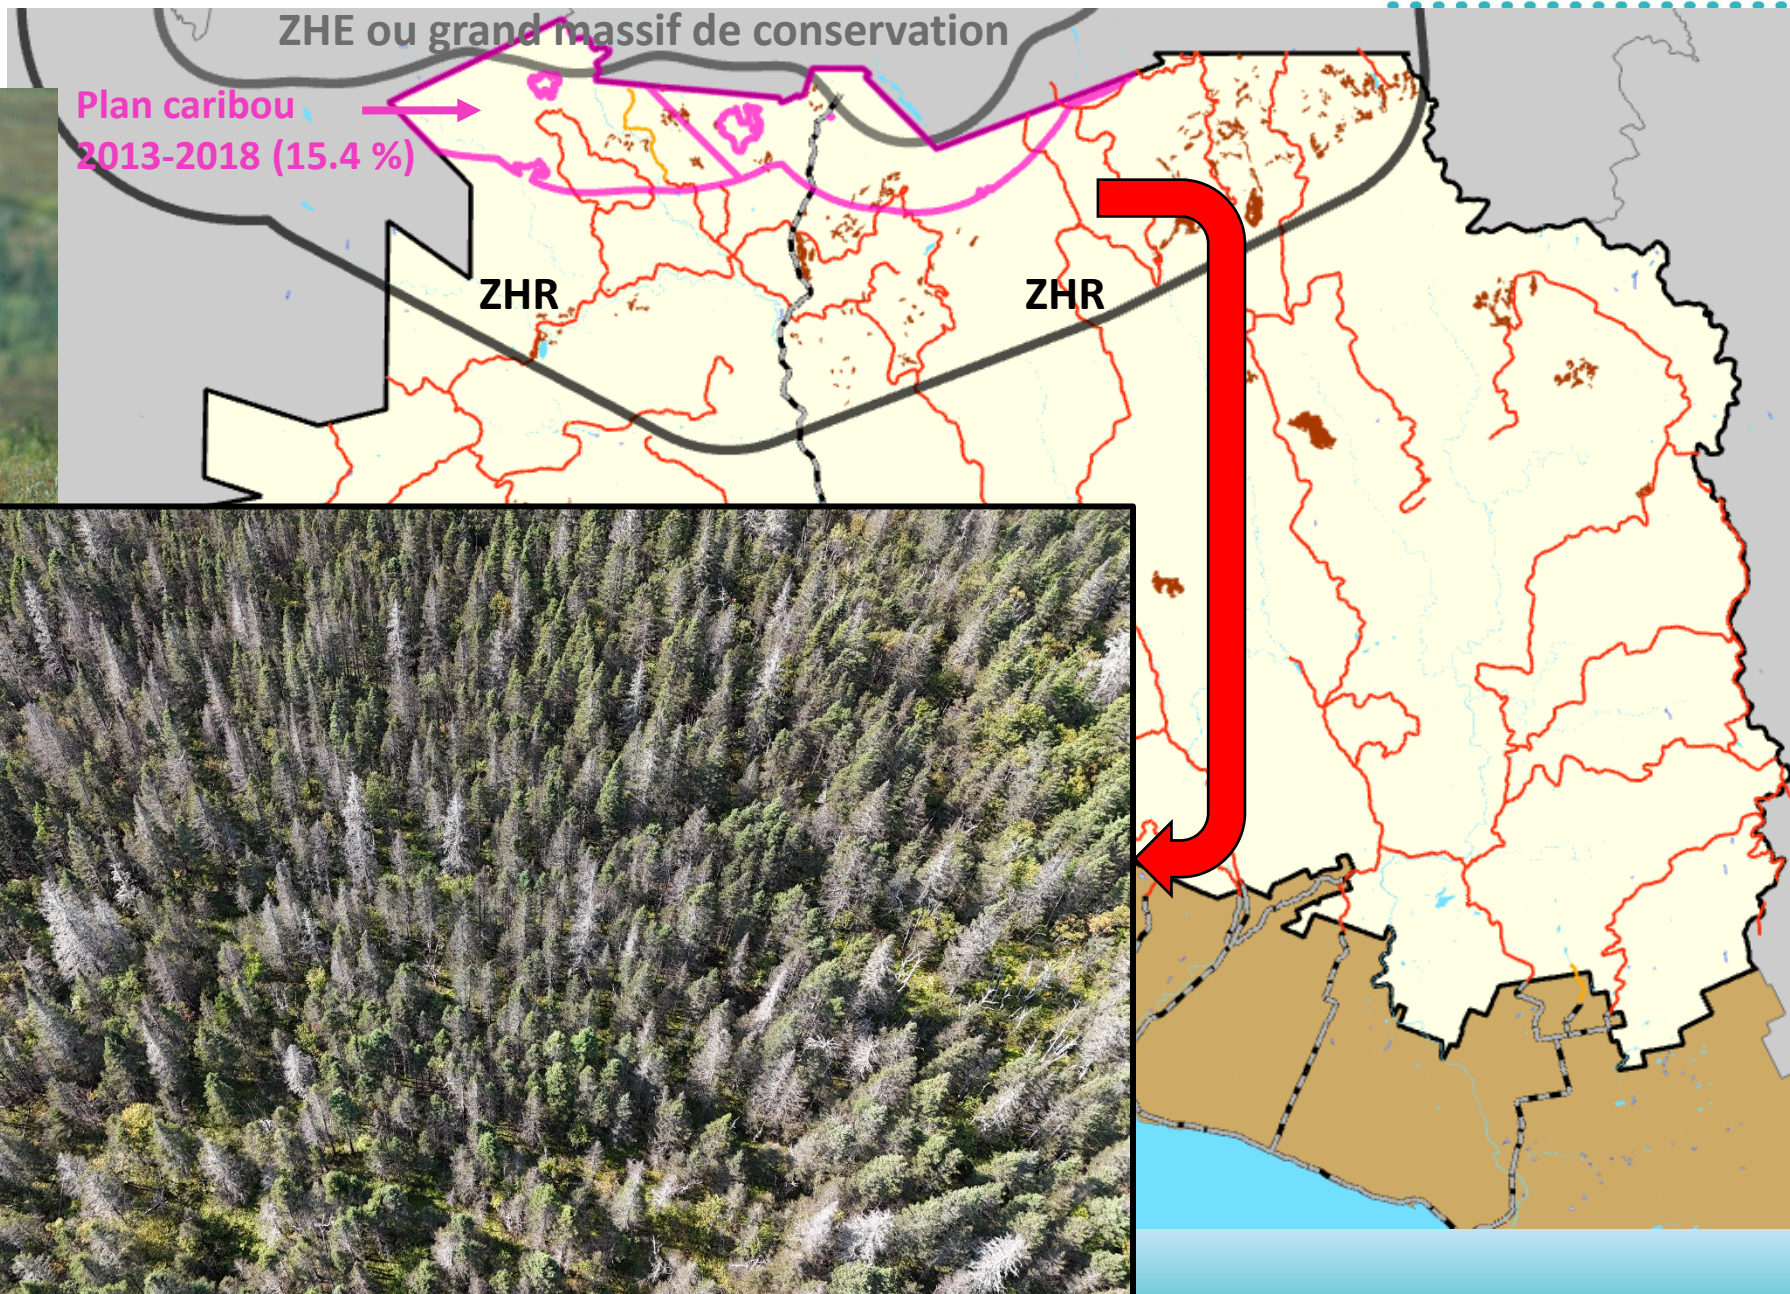 ZHE ou grand massif de conservation
Plan caribou
2013-2018 (15.4 %)
ZHR
ZHR